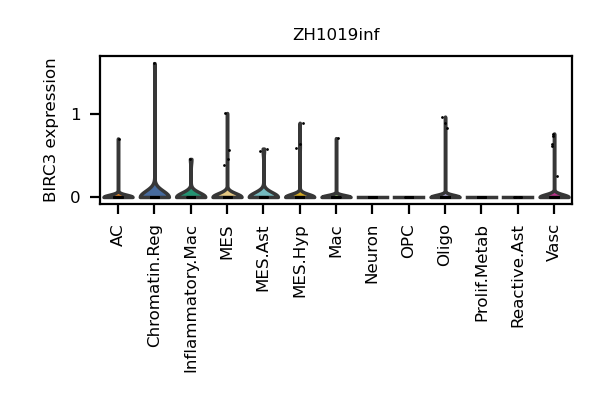 ZH1019inf
BIRC3 expression
1
0
AC
Chromatin.Reg
Inflammatory.Mac
MES
MES.Ast
MES.Hyp
Mac
Neuron
OPC
Oligo
Prolif.Metab
Reactive.Ast
Vasc